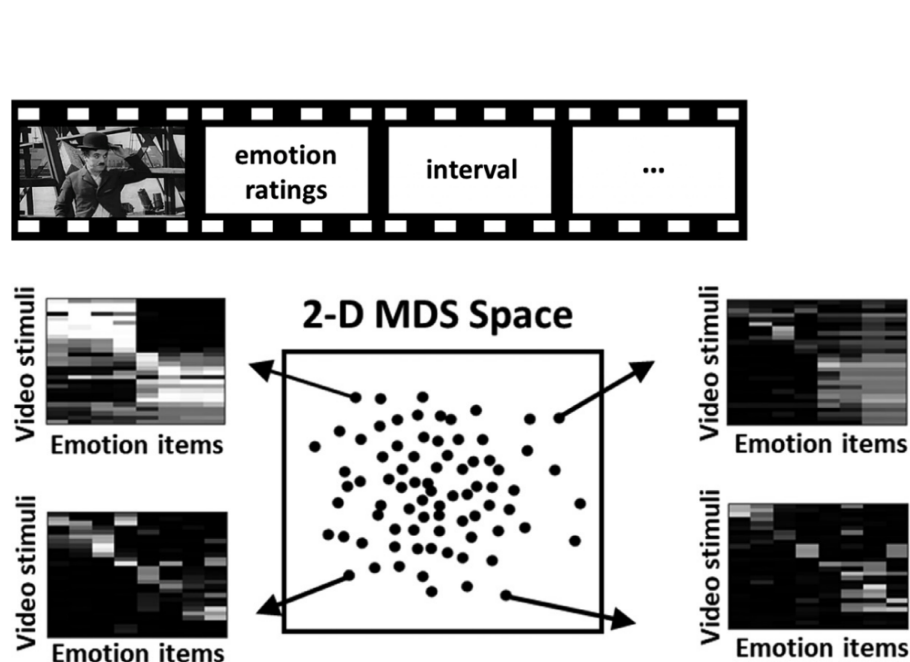 emotion
ratings
interval
...
2-D MDS Space
Video stimuli
Emotion items
Video stimuli
Emotion items
Video stimuli
Emotion items
Video stimuli
Emotion items